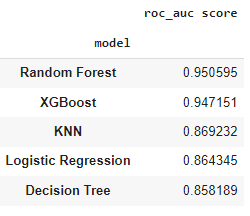 roc_auc score
model
Random Forest 0.950595
XGBoost 0.947151
KNN 0.869232
Logistic Regression 0.864345
Decision Tree 0.858189